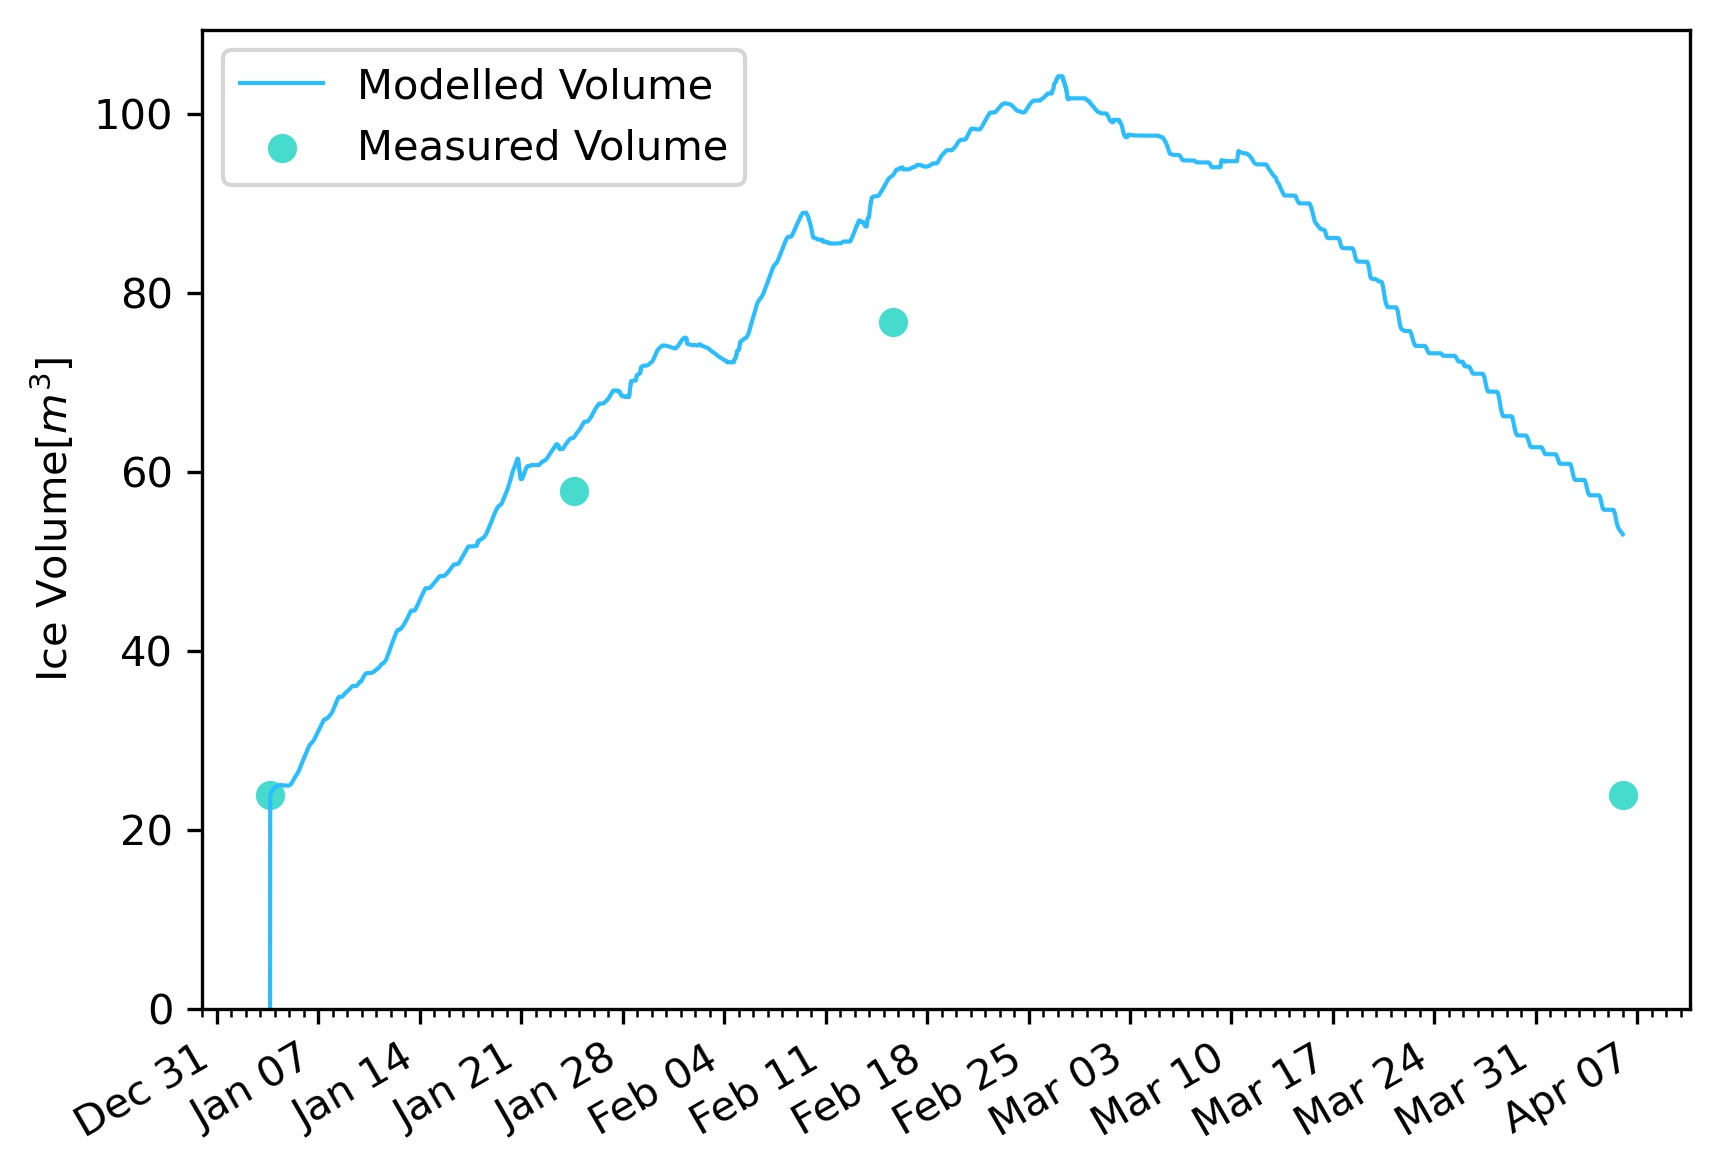 Modelled Volume
Measured Volume
Ice Volume[m³]
100
80
60
40
20
0
Dec 31
Jan 07
Jan 14
Jan 21
Jan 28
Feb 04
Feb 11
Feb 18
Feb 25
Mar 03
Mar 10
Mar 17
Mar 24
Mar 31
Apr 07